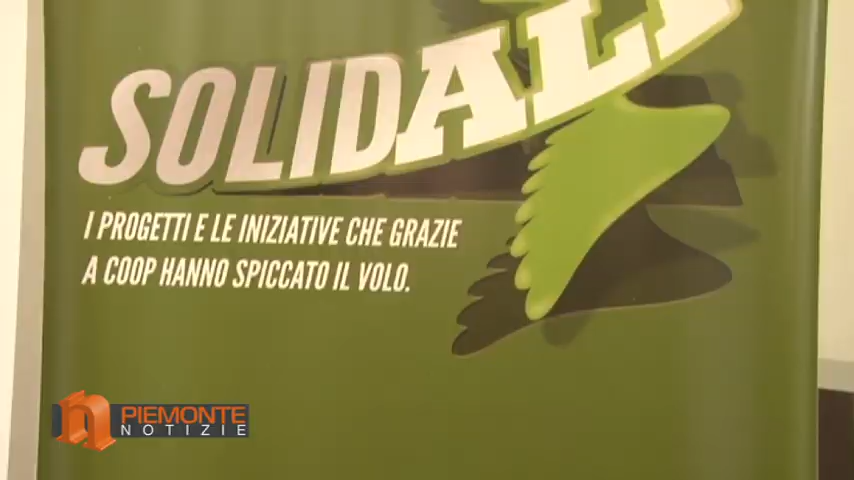 SOLIDALI
I PROGETTI E LE INIZIATIVE CHE GRAZIE
A COOP HANNO SPICCATO IL VOLO.
PIEMONTE
NOTIZIE